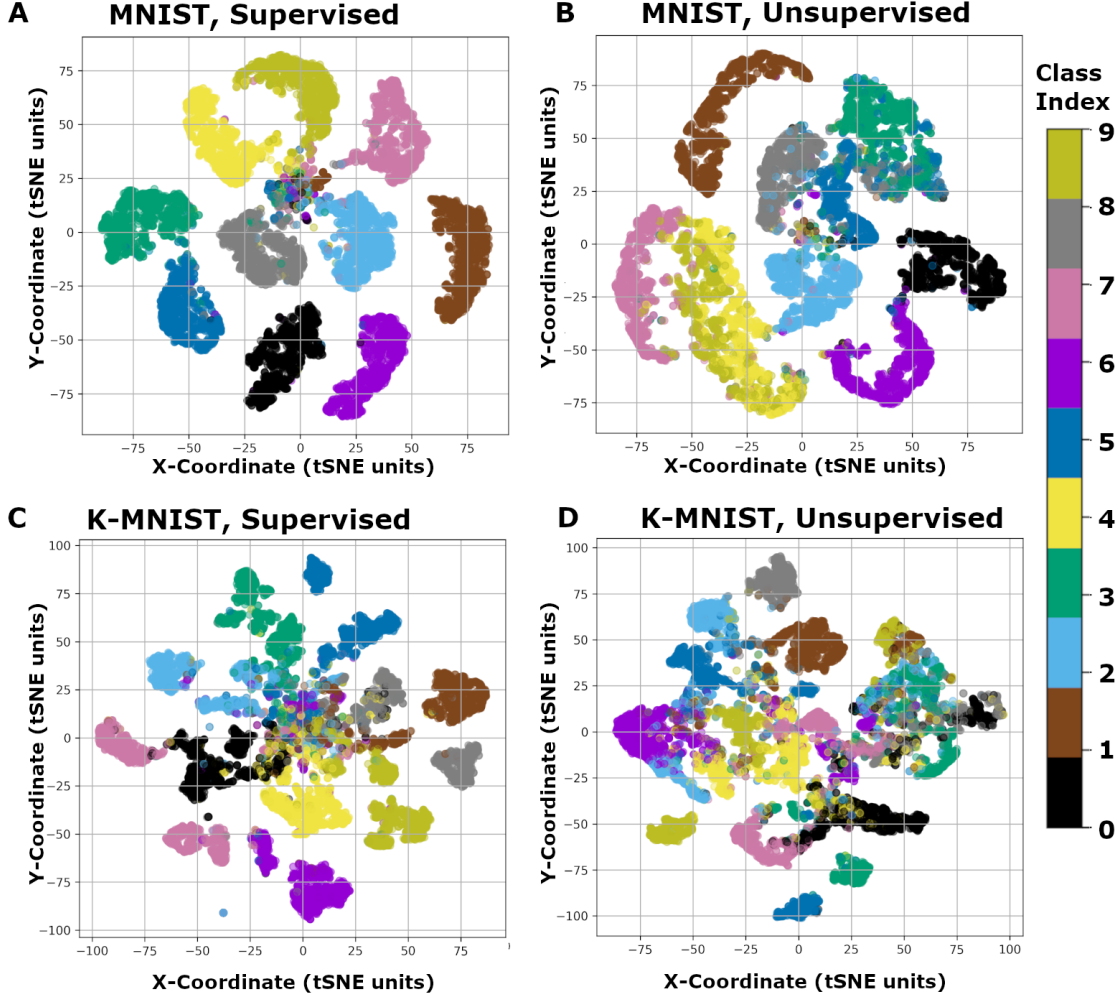 A MNIST, Supervised
75
50
25
0
−25
−50
−75
−75 −50 −25 0 25 50 75
Y-Coordinate (tSNE units)
X-Coordinate (tSNE units)
B MNIST, Unsupervised
75
50
25
0
−25
−50
−75
−75 −50 −25 0 25 50 75
Y-Coordinate (tSNE units)
X-Coordinate (tSNE units)
Class
Index
9
8
7
6
5
4
3
2
1
0
C K-MNIST, Supervised
100
75
50
25
0
−25
−50
−75
−100
−100 −75 −50 −25 0 25 50 75
Y-Coordinate (tSNE units)
X-Coordinate (tSNE units)
D K-MNIST, Unsupervised
100
75
50
25
0
−25
−50
−75
−100
−75 −50 −25 0 25 50 75 100
Y-Coordinate (tSNE units)
X-Coordinate (tSNE units)